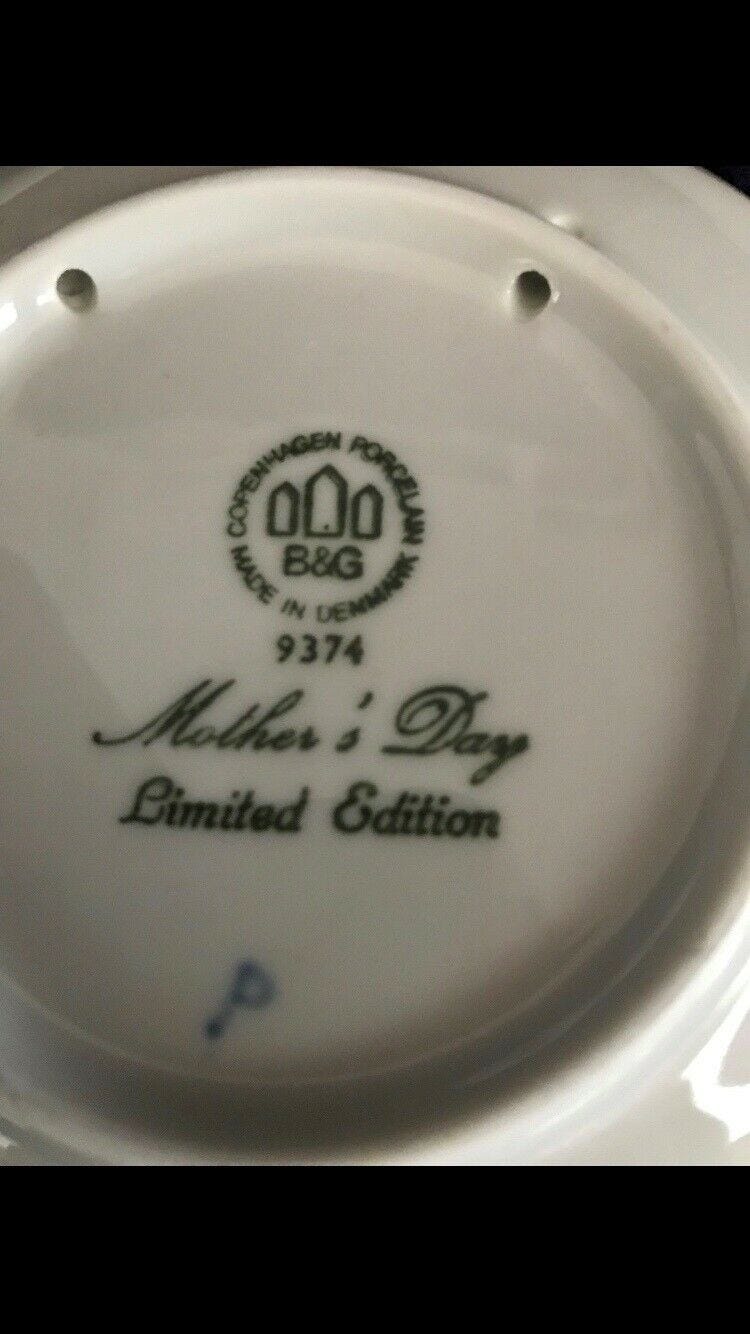 COPENHAGEN PORCELAIN
B&G
MADE IN DENMARK
9374
Mother's Day
Limited Edition
P